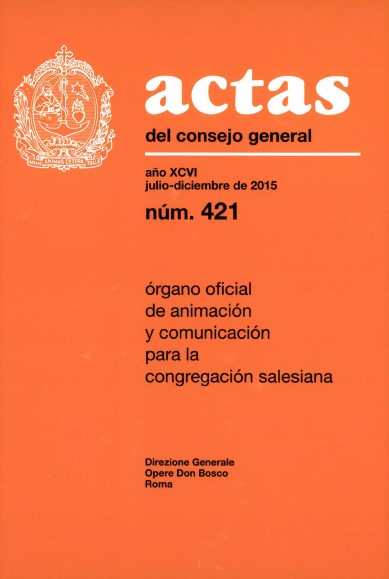 actas
del consejo general
año XCVI
julio-diciembre de 2015
núm. 421
órgano oficial
de animación
y comunicación
para la
congregación salesiana
Direzione Generale
Opere Don Bosco
Roma